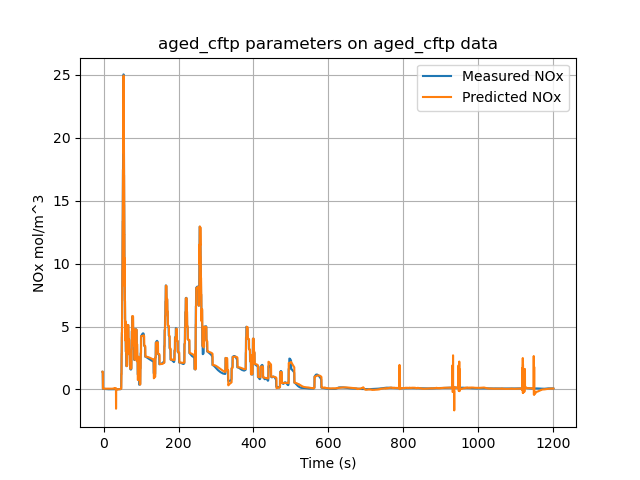 aged_cftp parameters on aged_cftp data
Measured NOx
Predicted NOx
NOx mol/m^3
25
20
15
10
5
0
0 200 400 600 800 1000 1200
Time (s)